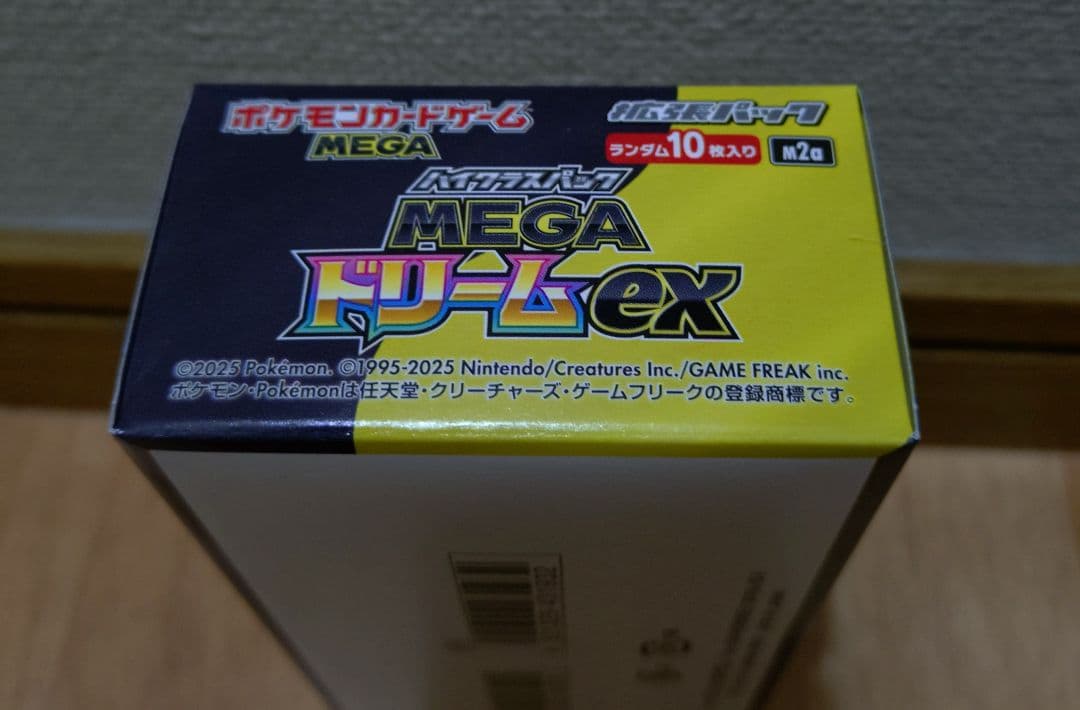 ポケモンカードゲーム
MEGA
拡張パック
ランダム10枚入り M2a
ハイクラスパック
MEGA
ドリームex
©2025 Pokémon. ©1995-2025 Nintendo/Creatures Inc./GAME FREAK inc.
ポケモン・Pokémonは任天堂・クリーチャーズ・ゲームフリークの登録商標です。